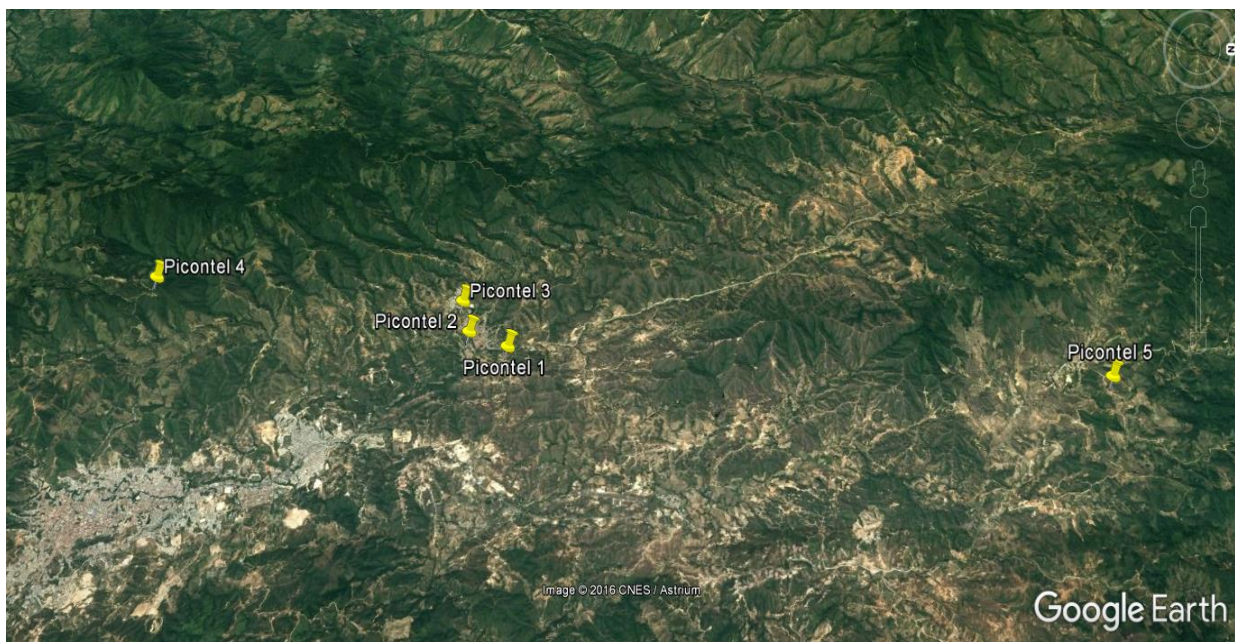 N
Picontel 4
Picontel 3
Picontel 2
Picontel 1
Picontel 5
Image © 2016 CNES / Astrium
Google Earth